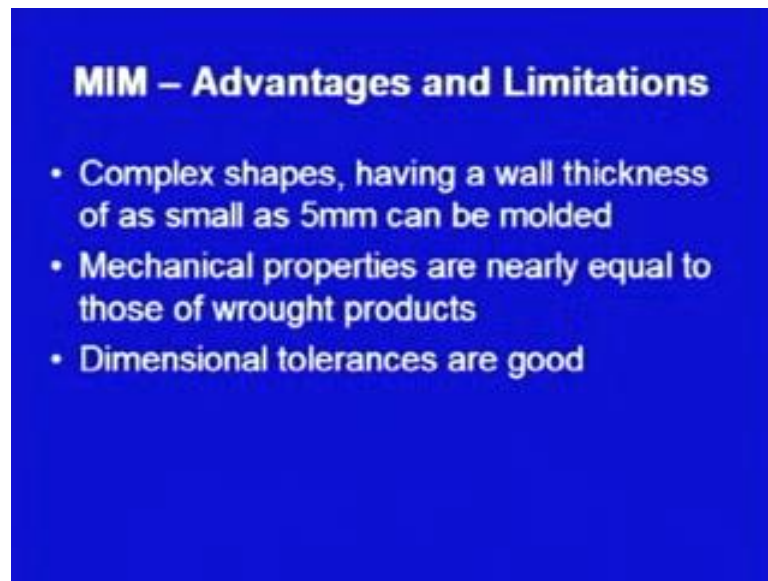 MIM – Advantages and Limitations
• Complex shapes, having a wall thickness
of as small as 5mm can be molded
• Mechanical properties are nearly equal to
those of wrought products
• Dimensional tolerances are good